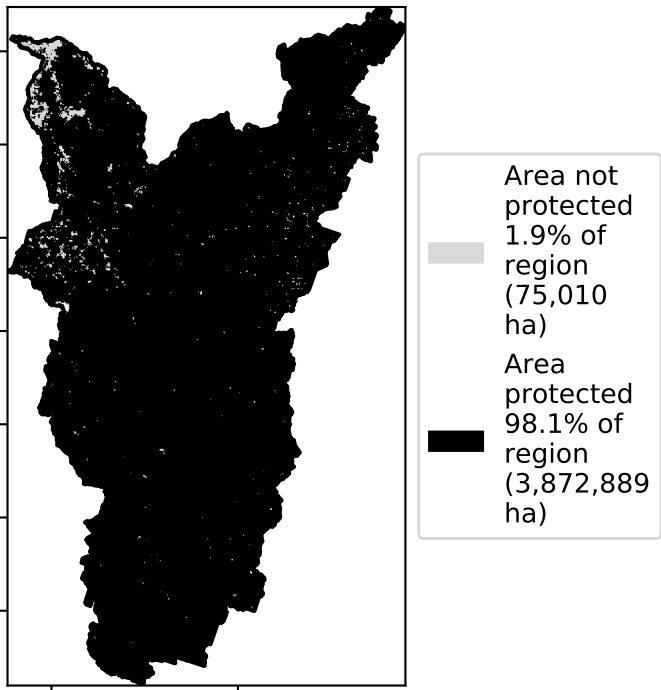 Area not
protected
1.9% of
region
(75,010
ha)
Area
protected
98.1% of
region
(3,872,889
ha)